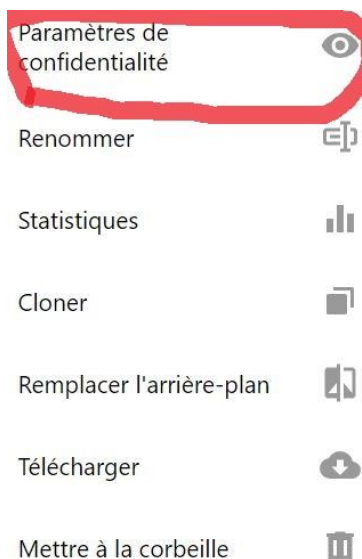 Paramètres de
confidentialité
Renommer
Statistiques
Cloner
Remplacer l'arrière-plan
Télécharger
Mettre à la corbeille